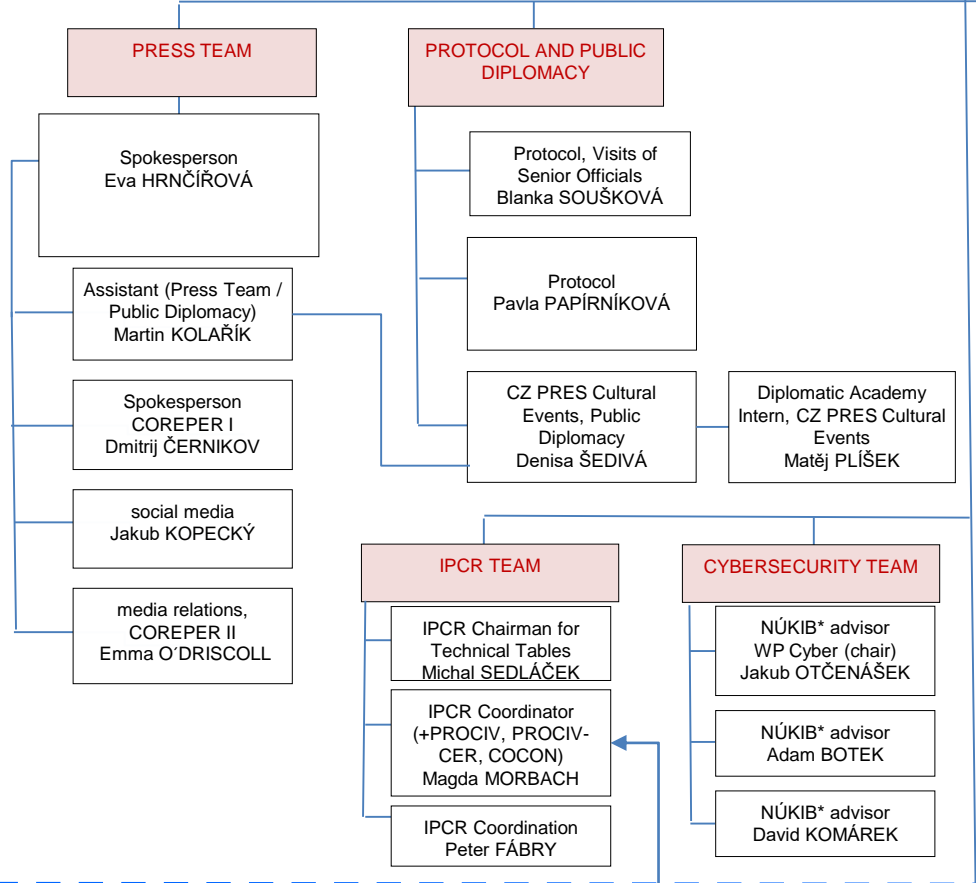 PRESS TEAM
Spokesperson
Eva HRNČÍŘOVÁ
Assistant (Press Team /
Public Diplomacy)
Martin KOLAŘÍK
Spokesperson
COREPER I
Dmitrij ČERNIKOV
social media
Jakub KOPECKÝ
media relations,
COREPER II
Emma O´DRISCOLL
PROTOCOL AND PUBLIC
DIPLOMACY
Protocol, Visits of
Senior Officials
Blanka SOUŠKOVÁ
Protocol
Pavla PAPÍRNÍKOVÁ
CZ PRES Cultural
Events, Public
Diplomacy
Denisa ŠEDIVÁ
Diplomatic Academy
Intern, CZ PRES Cultural
Events
Matěj PLÍŠEK
IPCR TEAM
IPCR Chairman for
Technical Tables
Michal SEDLÁČEK
IPCR Coordinator
(+PROCIV, PROCIV-
CER, COCON)
Magda MORBACH
IPCR Coordination
Peter FÁBRY
CYBERSECURITY TEAM
NÚKIB* advisor
WP Cyber (chair)
Jakub OTČENÁŠEK
NÚKIB* advisor
Adam BOTEK
NÚKIB* advisor
David KOMÁREK